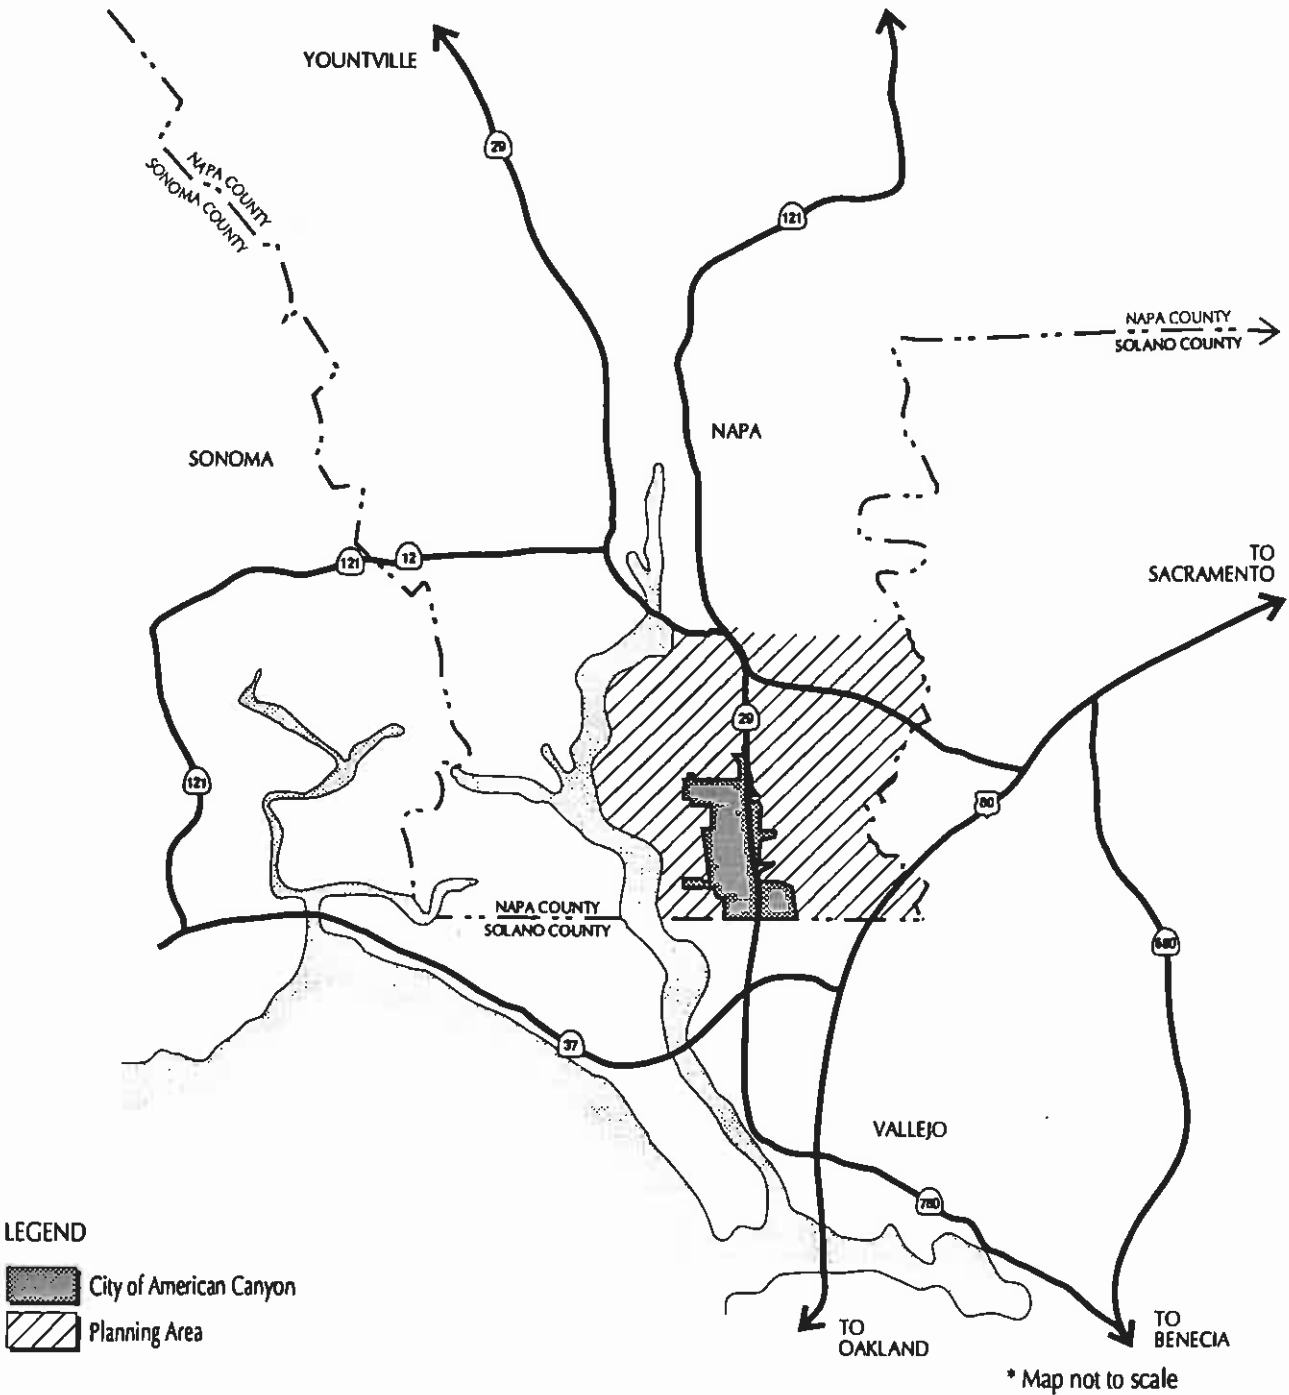 YOUNTVILLE
29
121
NAPA COUNTY
SONOMA COUNTY
NAPA COUNTY
SOLANO COUNTY
NAPA
SONOMA
121
12
TO
SACRAMENTO
29
121
80
NAPA COUNTY
SOLANO COUNTY
680
37
VALLEJO
780
LEGEND
City of American Canyon
Planning Area
TO
OAKLAND
TO
BENECIA
* Map not to scale